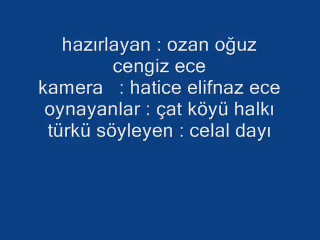 hazırlayan : ozan oğuz
cengiz ece
kamera : hatice elifnaz ece
oynayanlar : çat köyü halkı
türkü söyleyen : celal dayı